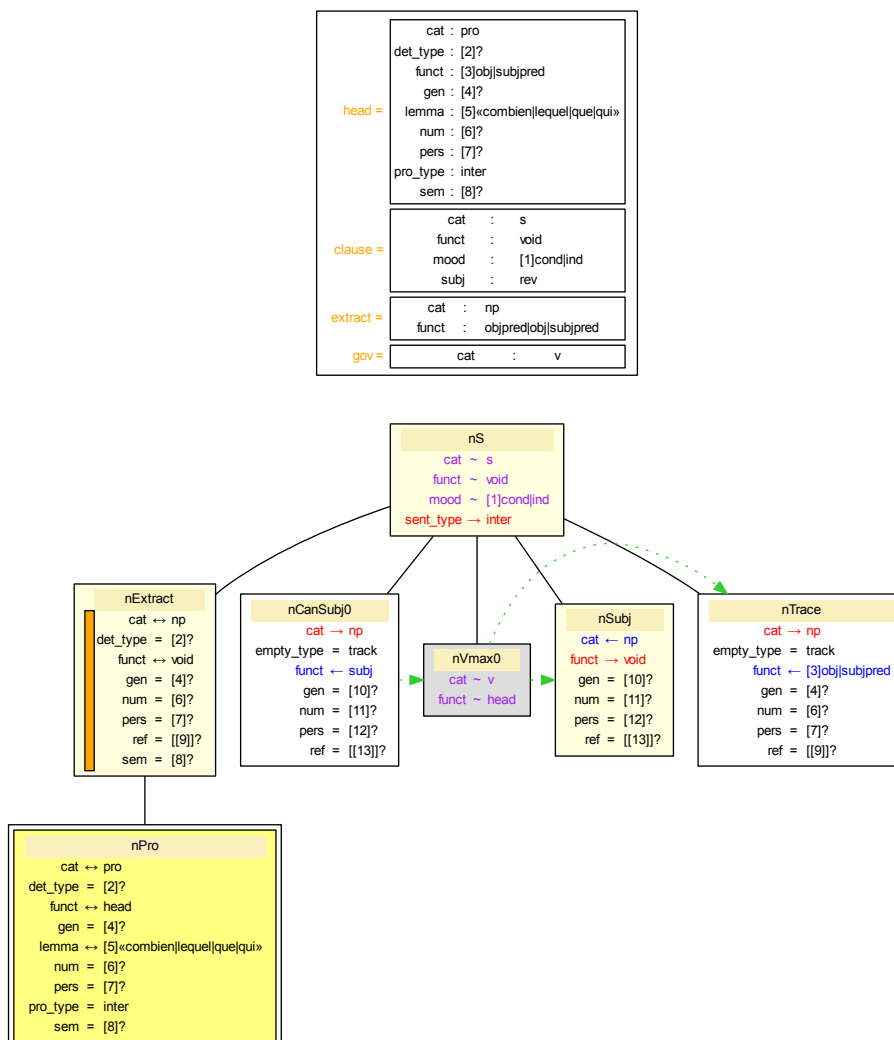 head =
cat : pro
det_type : [2]?
funct : [3]obj|subjpred
gen : [4]?
lemma : [5]«combien|lequel|que|qui»
num : [6]?
pers : [7]?
pro_type : inter
sem : [8]?
clause =
cat : s
funct : void
mood : [1]cond|ind
subj : rev
extract =
cat : np
funct : objpred|obj|subjpred
gov =
cat : v
nS
cat ~ s
funct ~ void
mood ~ [1]cond|ind
sent_type → inter
nExtract
cat ↔ np
det_type = [2]?
funct ↔ void
gen = [4]?
num = [6]?
pers = [7]?
ref = [[9]]?
sem = [8]?
nCanSubj0
cat → np
empty_type = track
funct ← subj
gen = [10]?
num = [11]?
pers = [12]?
ref = [[13]]?
nVmax0
cat ~ v
funct ~ head
nSubj
cat ← np
funct → void
gen = [10]?
num = [11]?
pers = [12]?
ref = [[13]]?
nTrace
cat → np
empty_type = track
funct ← [3]obj|subjpred
gen = [4]?
num = [6]?
pers = [7]?
ref = [[9]]?
nPro
cat ↔ pro
det_type = [2]?
funct ↔ head
gen = [4]?
lemma ↔ [5]«combien|lequel|que|qui»
num = [6]?
pers = [7]?
pro_type = inter
sem = [8]?